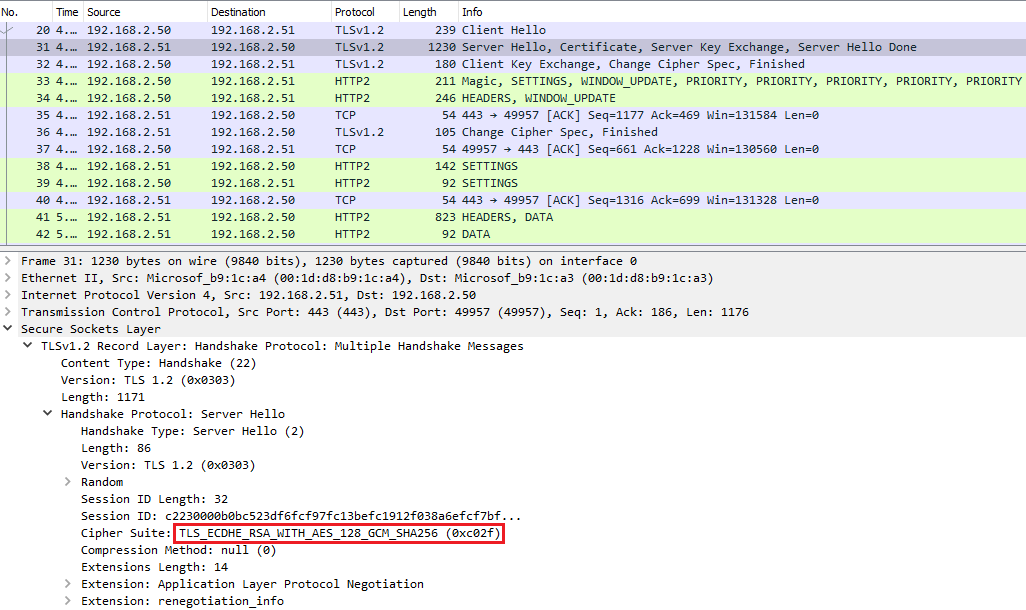 No. Time Source Destination Protocol Length Info
20 4.... 192.168.2.50 192.168.2.51 TLSv1.2 239 Client Hello
31 4.... 192.168.2.51 192.168.2.50 TLSv1.2 1230 Server Hello, Certificate, Server Key Exchange, Server Hello Done
32 4.... 192.168.2.50 192.168.2.51 TLSv1.2 180 Client Key Exchange, Change Cipher Spec, Finished
33 4.... 192.168.2.50 192.168.2.51 HTTP2 211 Magic, SETTINGS, WINDOW_UPDATE, PRIORITY, PRIORITY, PRIORITY, PRIORITY, PRIORITY
34 4.... 192.168.2.50 192.168.2.51 HTTP2 246 HEADERS, WINDOW_UPDATE
35 4.... 192.168.2.51 192.168.2.50 TCP 54 443 → 49957 [ACK] Seq=1177 Ack=469 Win=131584 Len=0
36 4.... 192.168.2.51 192.168.2.50 TLSv1.2 105 Change Cipher Spec, Finished
37 4.... 192.168.2.50 192.168.2.51 TCP 54 49957 → 443 [ACK] Seq=661 Ack=1228 Win=130560 Len=0
38 4.... 192.168.2.51 192.168.2.50 HTTP2 142 SETTINGS
39 4.... 192.168.2.50 192.168.2.51 HTTP2 92 SETTINGS
40 4.... 192.168.2.51 192.168.2.50 TCP 54 443 → 49957 [ACK] Seq=1316 Ack=699 Win=131328 Len=0
41 5.... 192.168.2.51 192.168.2.50 HTTP2 823 HEADERS, DATA
42 5.... 192.168.2.51 192.168.2.50 HTTP2 92 DATA
Frame 31: 1230 bytes on wire (9840 bits), 1230 bytes captured (9840 bits) on interface 0
Ethernet II, Src: Microsof_b9:1c:a4 (00:1d:d8:b9:1c:a4), Dst: Microsof_b9:1c:a3 (00:1d:d8:b9:1c:a3)
Internet Protocol Version 4, Src: 192.168.2.51, Dst: 192.168.2.50
Transmission Control Protocol, Src Port: 443 (443), Dst Port: 49957 (49957), Seq: 1, Ack: 186, Len: 1176
Secure Sockets Layer
TLSv1.2 Record Layer: Handshake Protocol: Multiple Handshake Messages
Content Type: Handshake (22)
Version: TLS 1.2 (0x0303)
Length: 1171
Handshake Protocol: Server Hello
Handshake Type: Server Hello (2)
Length: 86
Version: TLS 1.2 (0x0303)
Random
Session ID Length: 32
Session ID: c2230000b0bc523df6fcf97fc13befc1912f038a6efcf7bf...
Cipher Suite: TLS_ECDHE_RSA_WITH_AES_128_GCM_SHA256 (0xc02f)
Compression Method: null (0)
Extensions Length: 14
Extension: Application Layer Protocol Negotiation
Extension: renegotiation_info